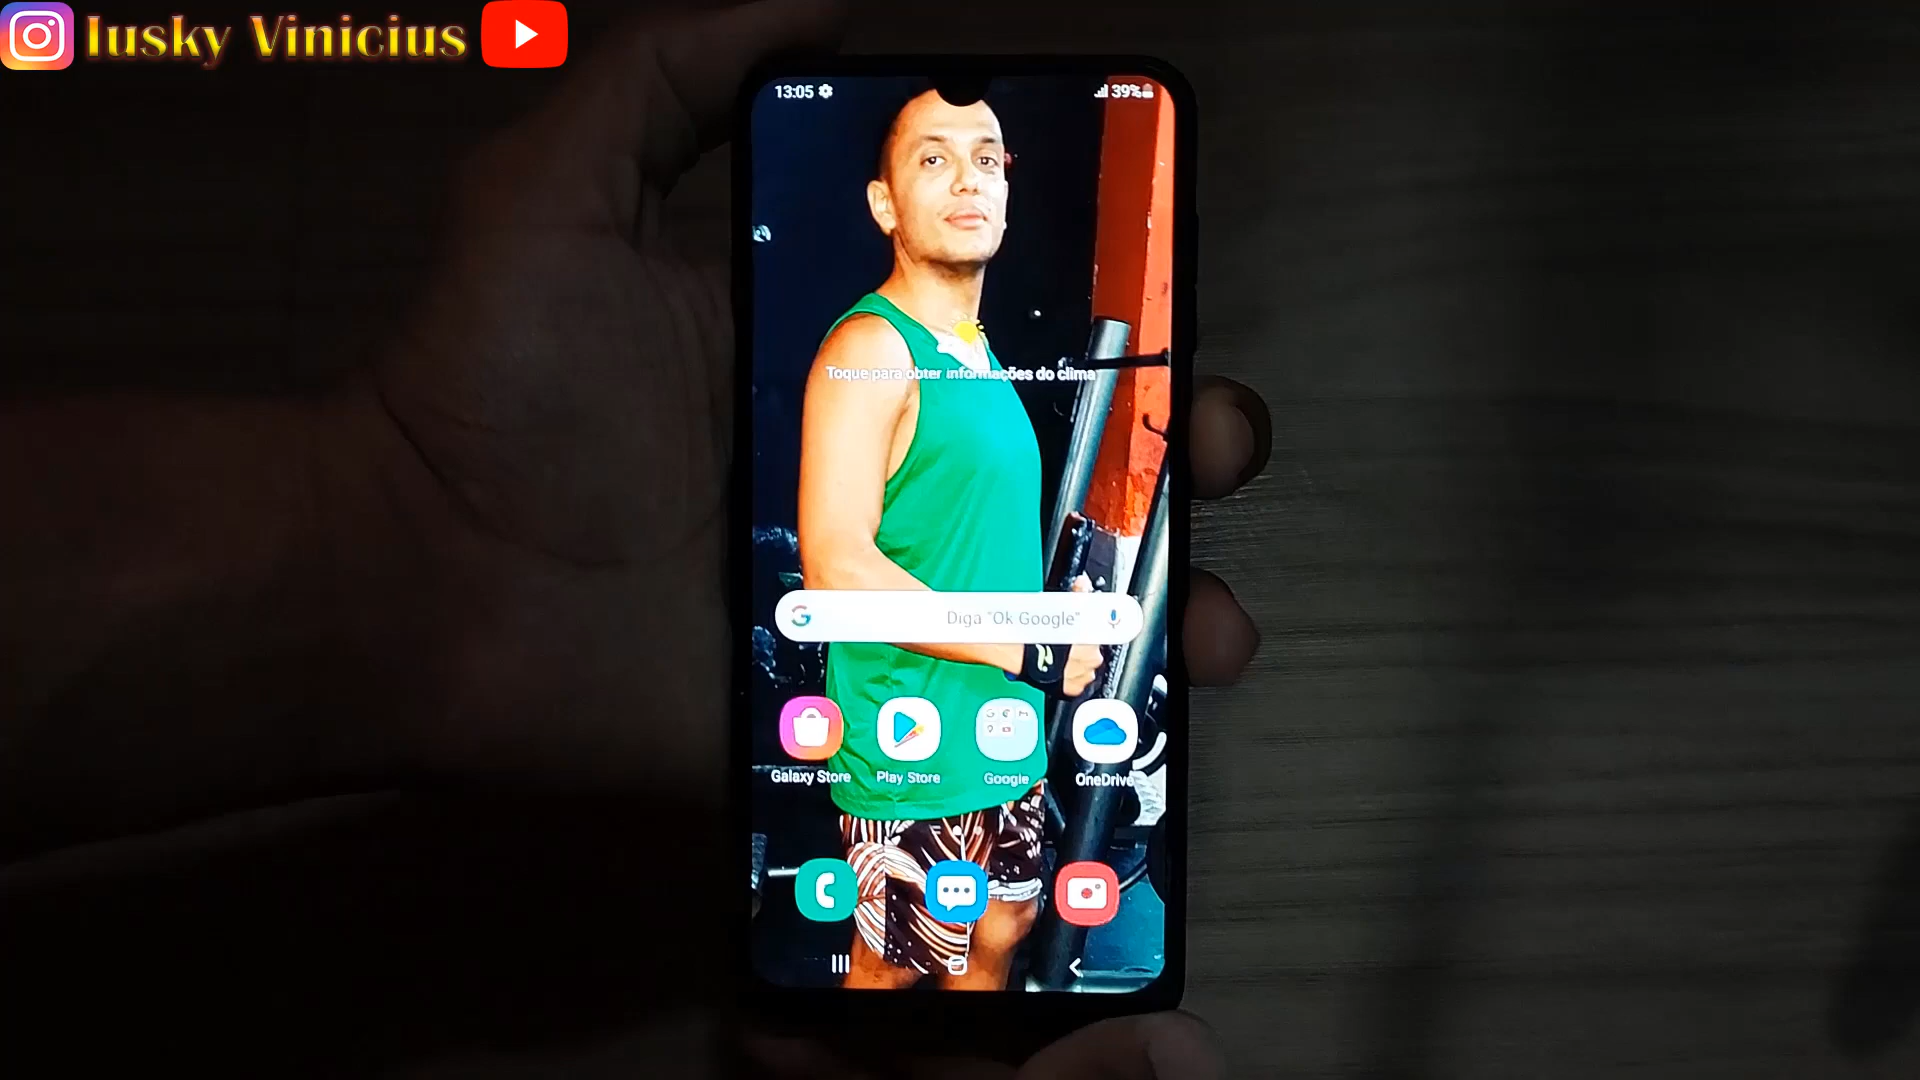 Iusky Vinicius
13:05
39%
Toque para obter informações do clima
G Diga "Ok Google"
Galaxy Store
Play Store
Google
OneDrive